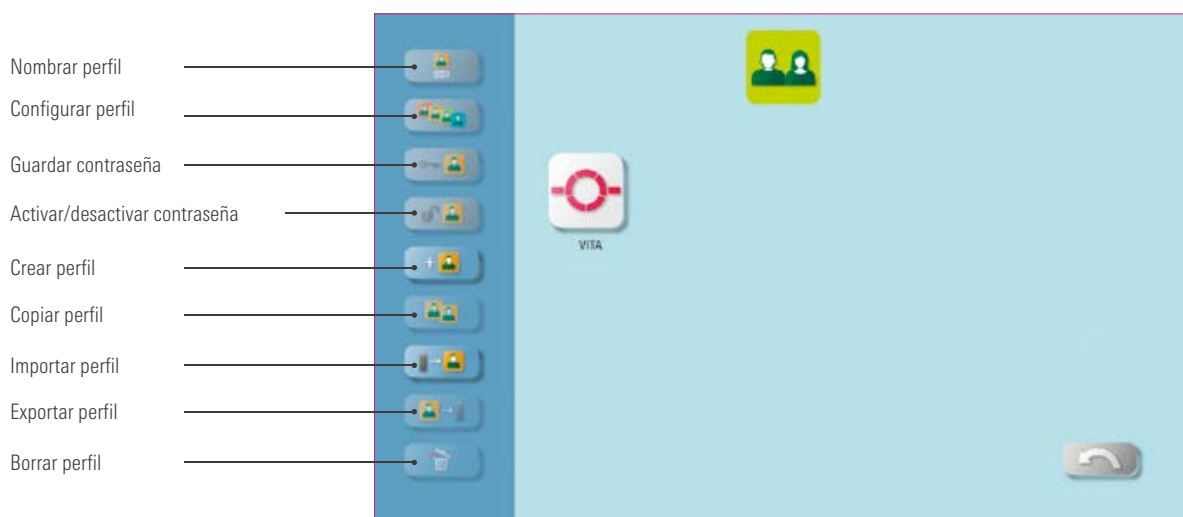 Nombrar perfil
Configurar perfil
Guardar contraseña
Activar/desactivar contraseña
Crear perfil
Copiar perfil
Importar perfil
Exportar perfil
Borrar perfil
VITA